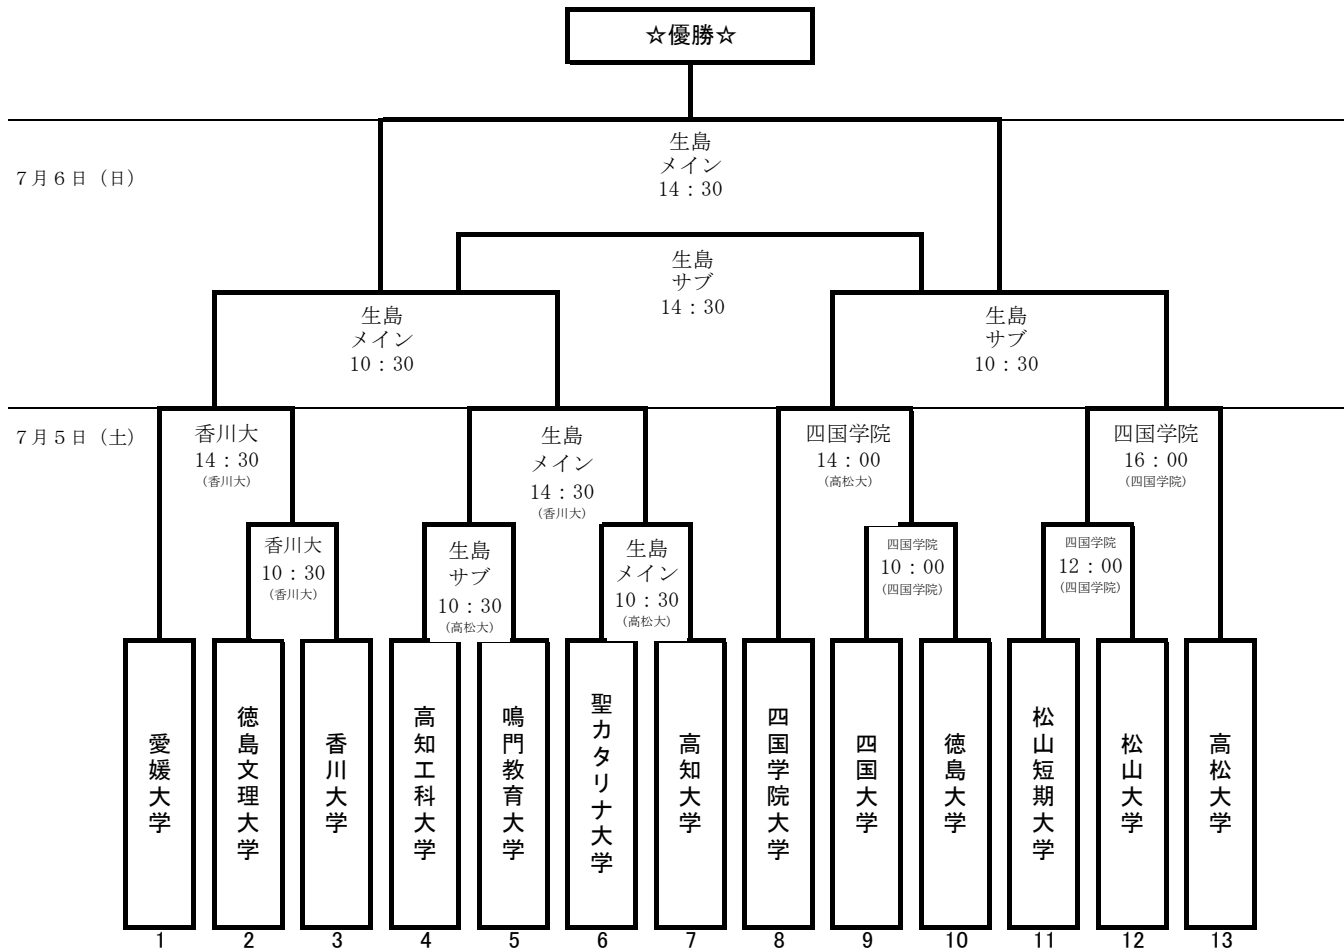 ☆優勝☆
生島
メイン
14：30
７月６日（日）
生島
サブ
14：30
生島
メイン
10：30
生島
サブ
10：30
７月５日（土）
香川大
14：30
(香川大)
生島
メイン
14：30
(香川大)
四国学院
14：00
(高松大)
四国学院
16：00
(四国学院)
香川大
10：30
(香川大)
生島
サブ
10：30
(高松大)
生島
メイン
10：30
(高松大)
四国学院
10：00
(四国学院)
四国学院
12：00
(四国学院)
愛媛大学
徳島文理大学
香川大学
高知工科大学
鳴門教育大学
聖カタリナ大学
高知大学
四国学院大学
四国大学
徳島大学
松山短期大学
松山大学
高松大学
1 2 3 4 5 6 7 8 9 10 11 12 13